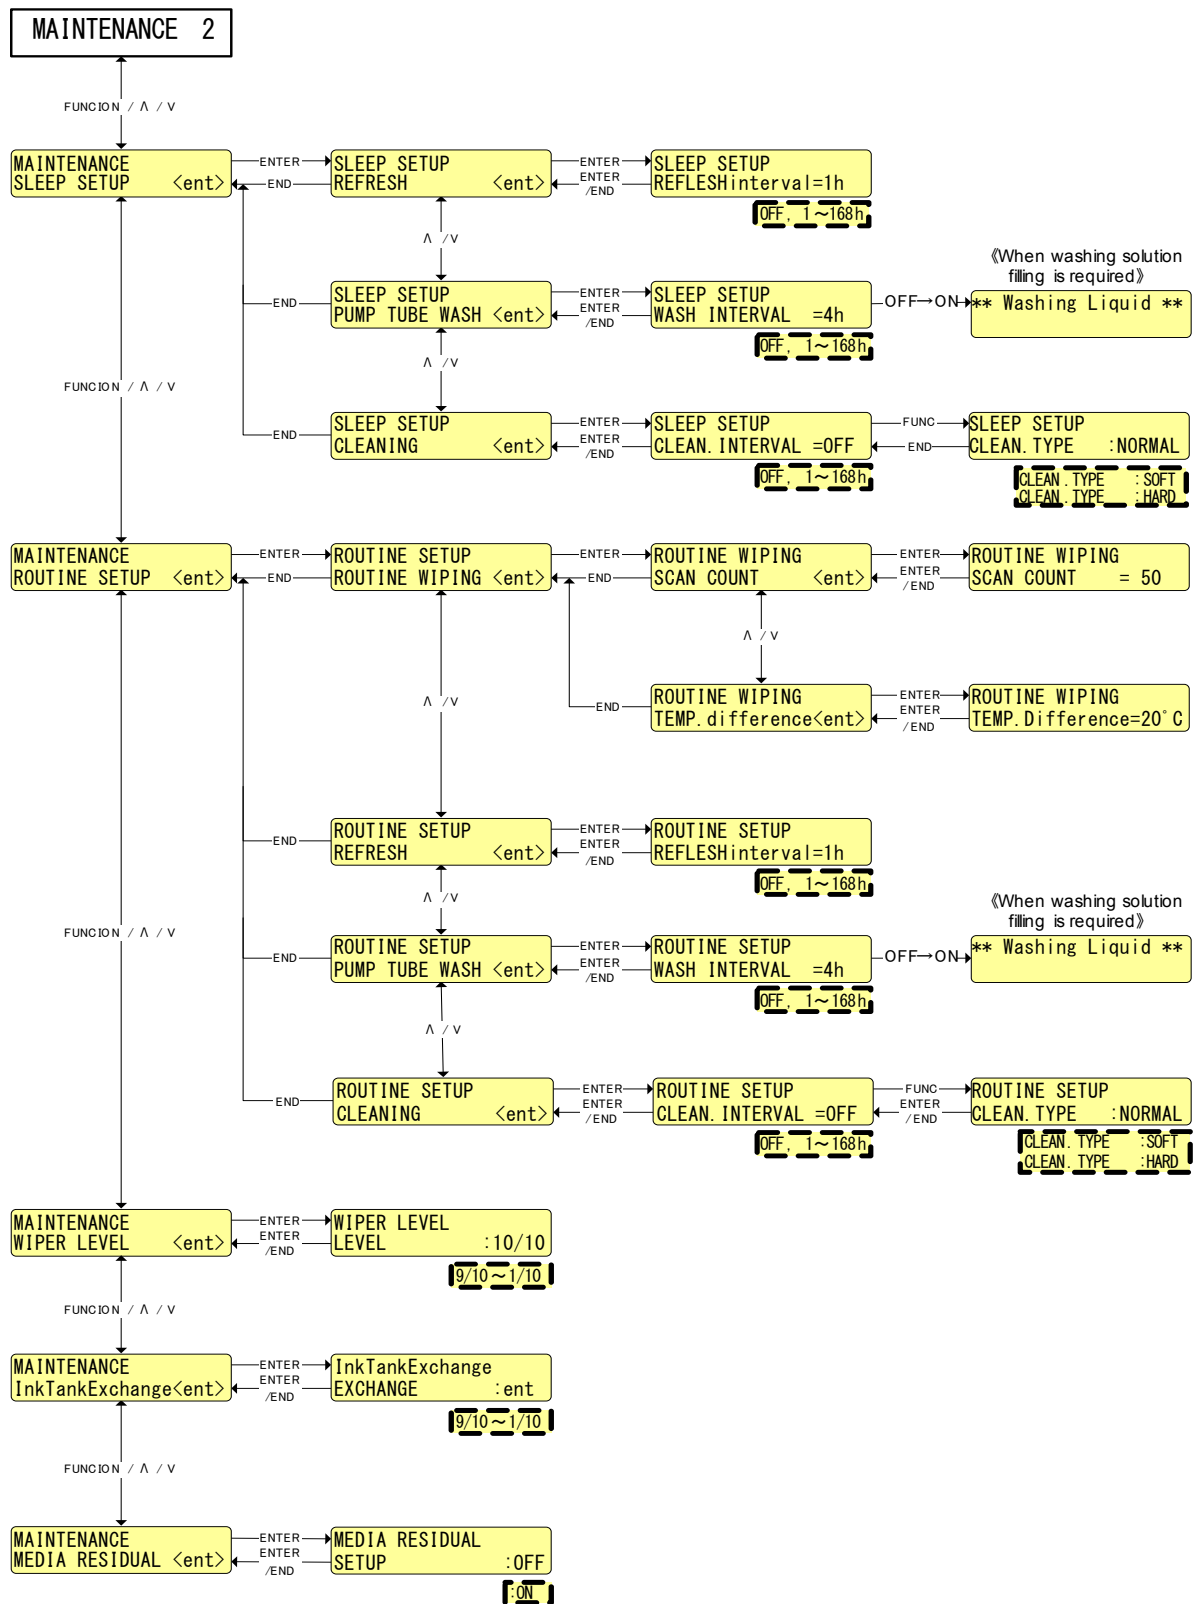 MAINTENANCE 2
FUNCION / Λ / V
MAINTENANCE
SLEEP SETUP <ent>
ENTER
END
SLEEP SETUP
REFRESH <ent>
ENTER
ENTER
/END
SLEEP SETUP
REFLESHinterval=1h
OFF, 1～168h
Λ / V
END
SLEEP SETUP
PUMP TUBE WASH <ent>
ENTER
ENTER
/END
SLEEP SETUP
WASH INTERVAL =4h
OFF, 1～168h
OFF→ON
《When washing solution
filling is required》
** Washing Liquid **
Λ / V
FUNCION / Λ / V
END
SLEEP SETUP
CLEANING <ent>
ENTER
ENTER
/END
SLEEP SETUP
CLEAN. INTERVAL =OFF
OFF, 1～168h
FUNC
END
SLEEP SETUP
CLEAN. TYPE :NORMAL
CLEAN. TYPE :SOFT
CLEAN. TYPE :HARD
MAINTENANCE
ROUTINE SETUP <ent>
ENTER
END
ROUTINE SETUP
ROUTINE WIPING <ent>
ENTER
END
ROUTINE WIPING
SCAN COUNT <ent>
ENTER
ENTER
/END
ROUTINE WIPING
SCAN COUNT = 50
Λ / V
Λ / V
END
ROUTINE WIPING
TEMP. difference<ent>
ENTER
ENTER
/END
ROUTINE WIPING
TEMP. Difference=20°C
END
ROUTINE SETUP
REFRESH <ent>
ENTER
ENTER
/END
ROUTINE SETUP
REFLESHinterval=1h
OFF, 1～168h
Λ / V
FUNCION / Λ / V
END
ROUTINE SETUP
PUMP TUBE WASH <ent>
ENTER
ENTER
/END
ROUTINE SETUP
WASH INTERVAL =4h
OFF, 1～168h
OFF→ON
《When washing solution
filling is required》
** Washing Liquid **
Λ / V
END
ROUTINE SETUP
CLEANING <ent>
ENTER
ENTER
/END
ROUTINE SETUP
CLEAN. INTERVAL =OFF
OFF, 1～168h
FUNC
ENTER
/END
ROUTINE SETUP
CLEAN. TYPE :NORMAL
CLEAN. TYPE :SOFT
CLEAN. TYPE :HARD
MAINTENANCE
WIPER LEVEL <ent>
ENTER
ENTER
/END
WIPER LEVEL
LEVEL :10/10
9/10～1/10
FUNCION / Λ / V
MAINTENANCE
InkTankExchange<ent>
ENTER
ENTER
/END
InkTankExchange
EXCHANGE :ent
9/10～1/10
FUNCION / Λ / V
MAINTENANCE
MEDIA RESIDUAL <ent>
ENTER
ENTER
/END
MEDIA RESIDUAL
SETUP :OFF
:ON